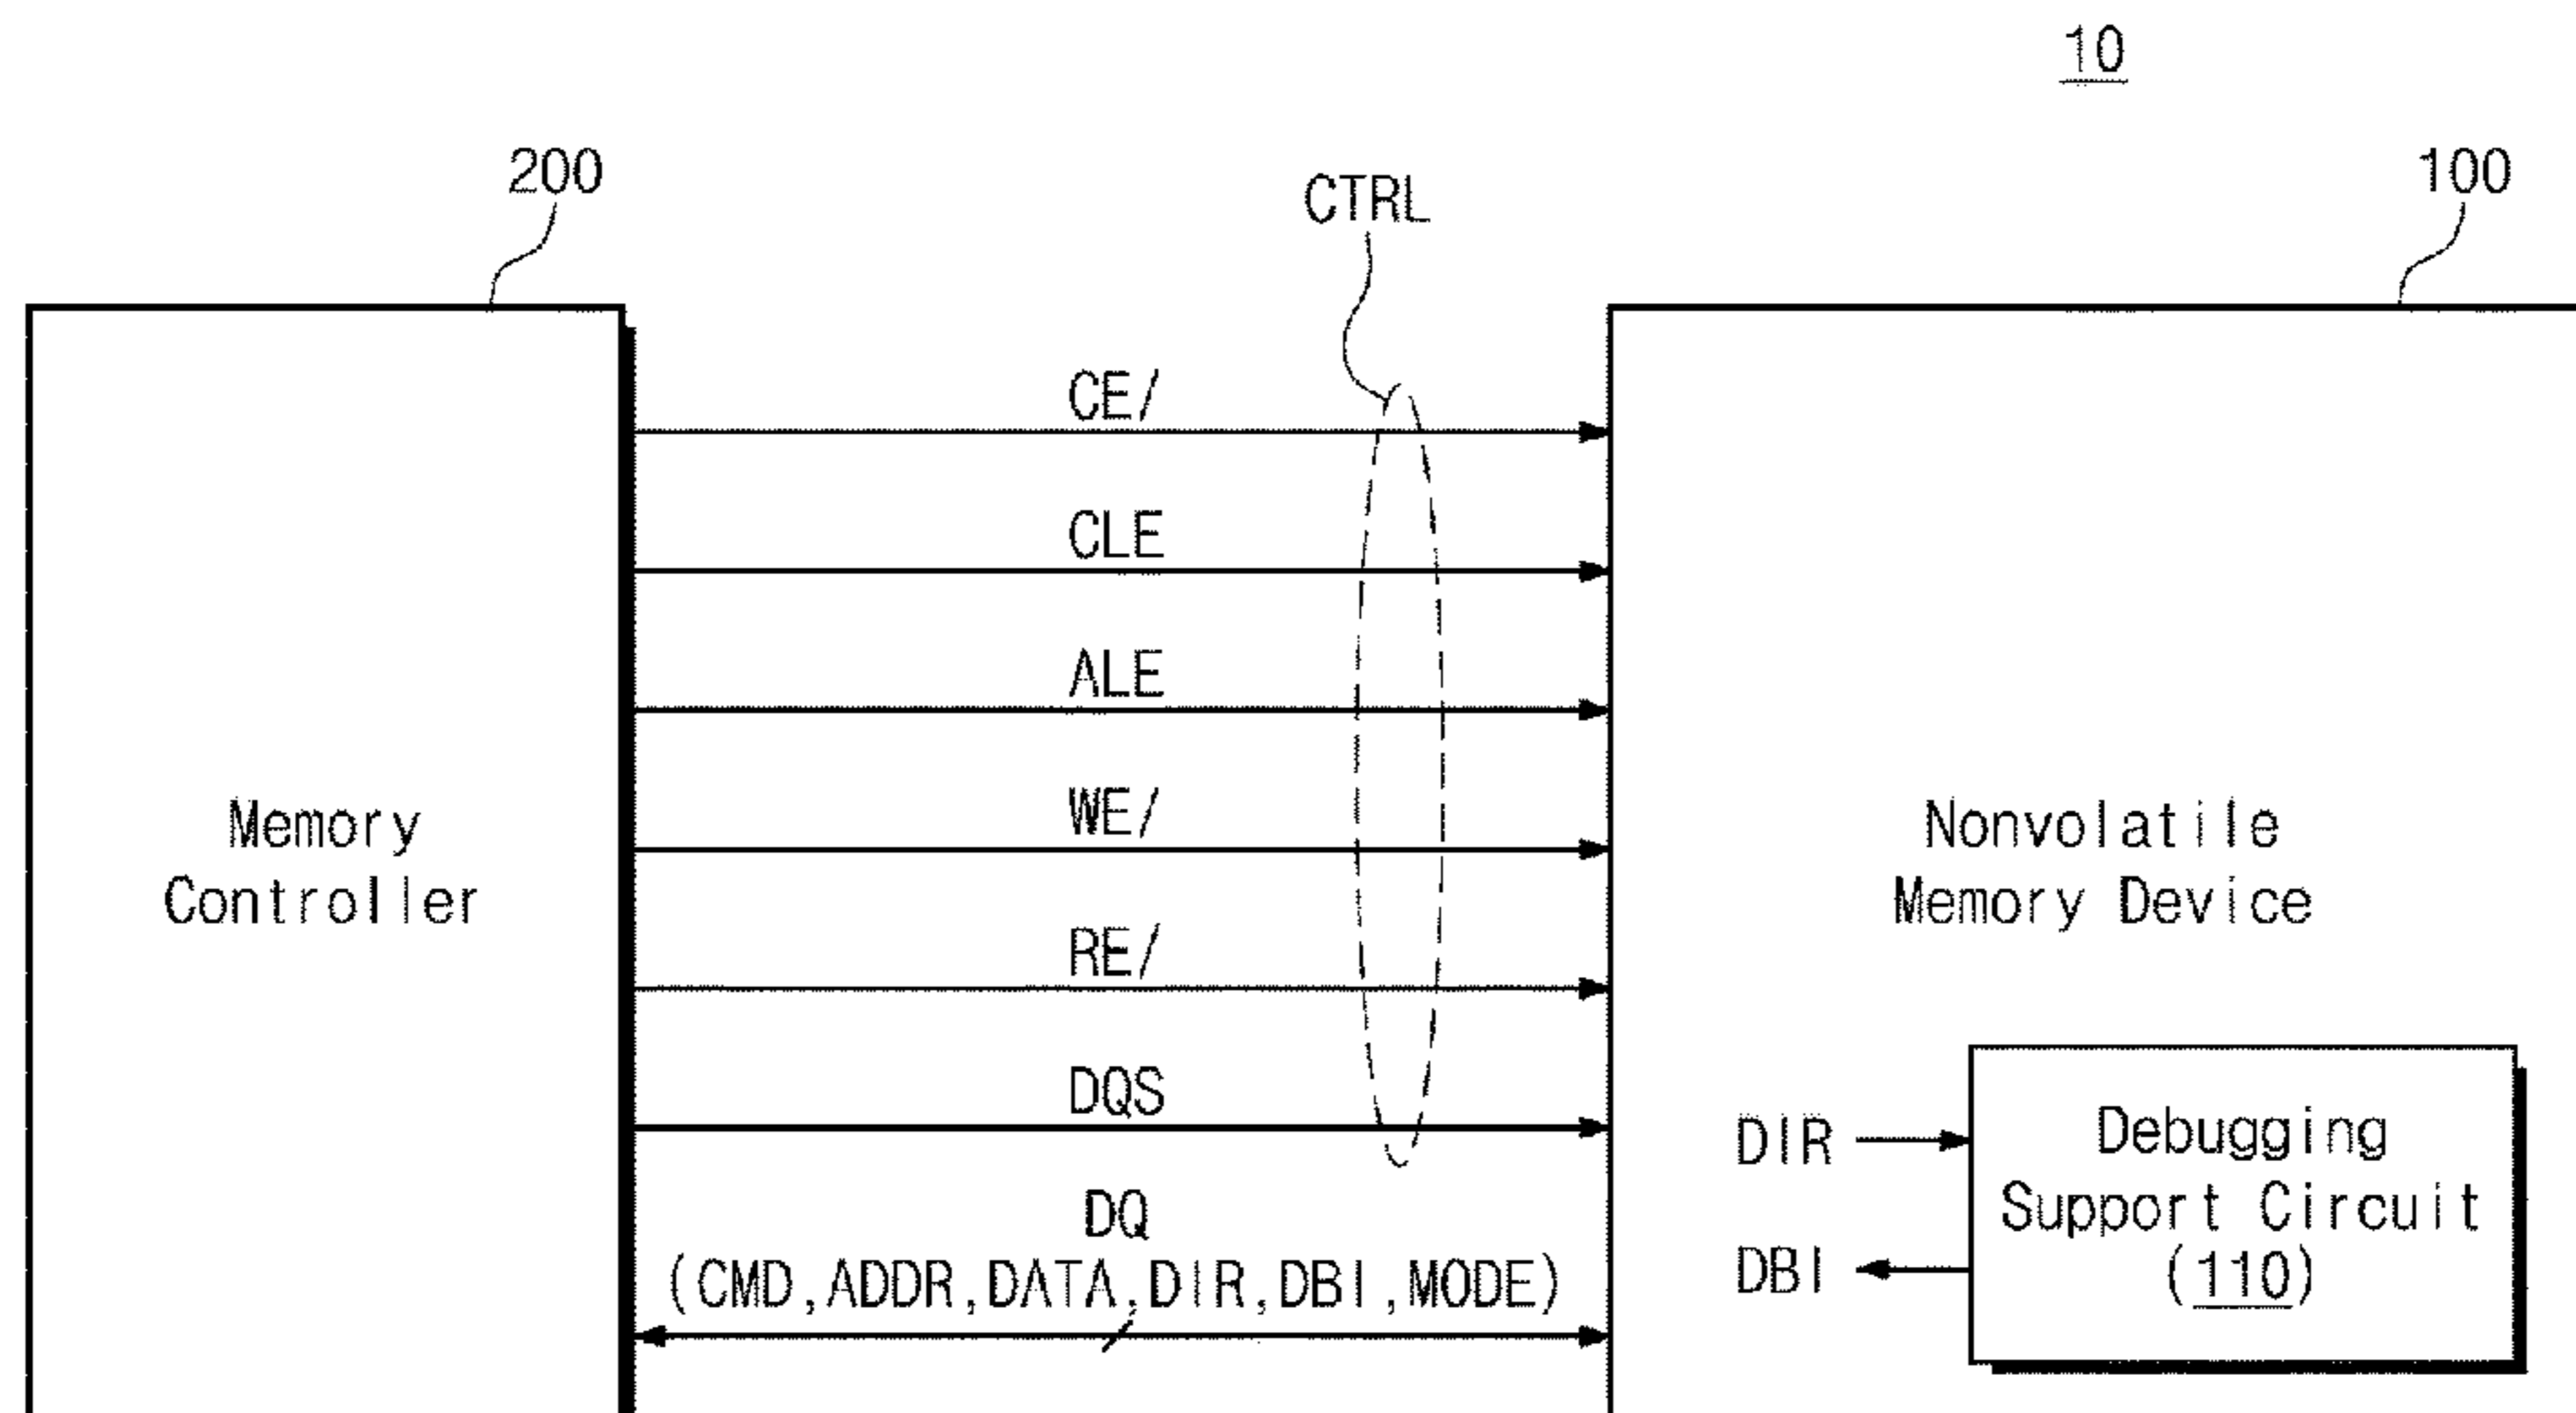 10
200
CTRL
100
CE/
CLE
ALE
WE/
RE/
DQS
DQ
(CMD,ADDR,DATA,DIR,DBI,MODE)
Memory
Controller
Nonvolatile
Memory Device
DIR
DBI
Debugging
Support Circuit
(110)